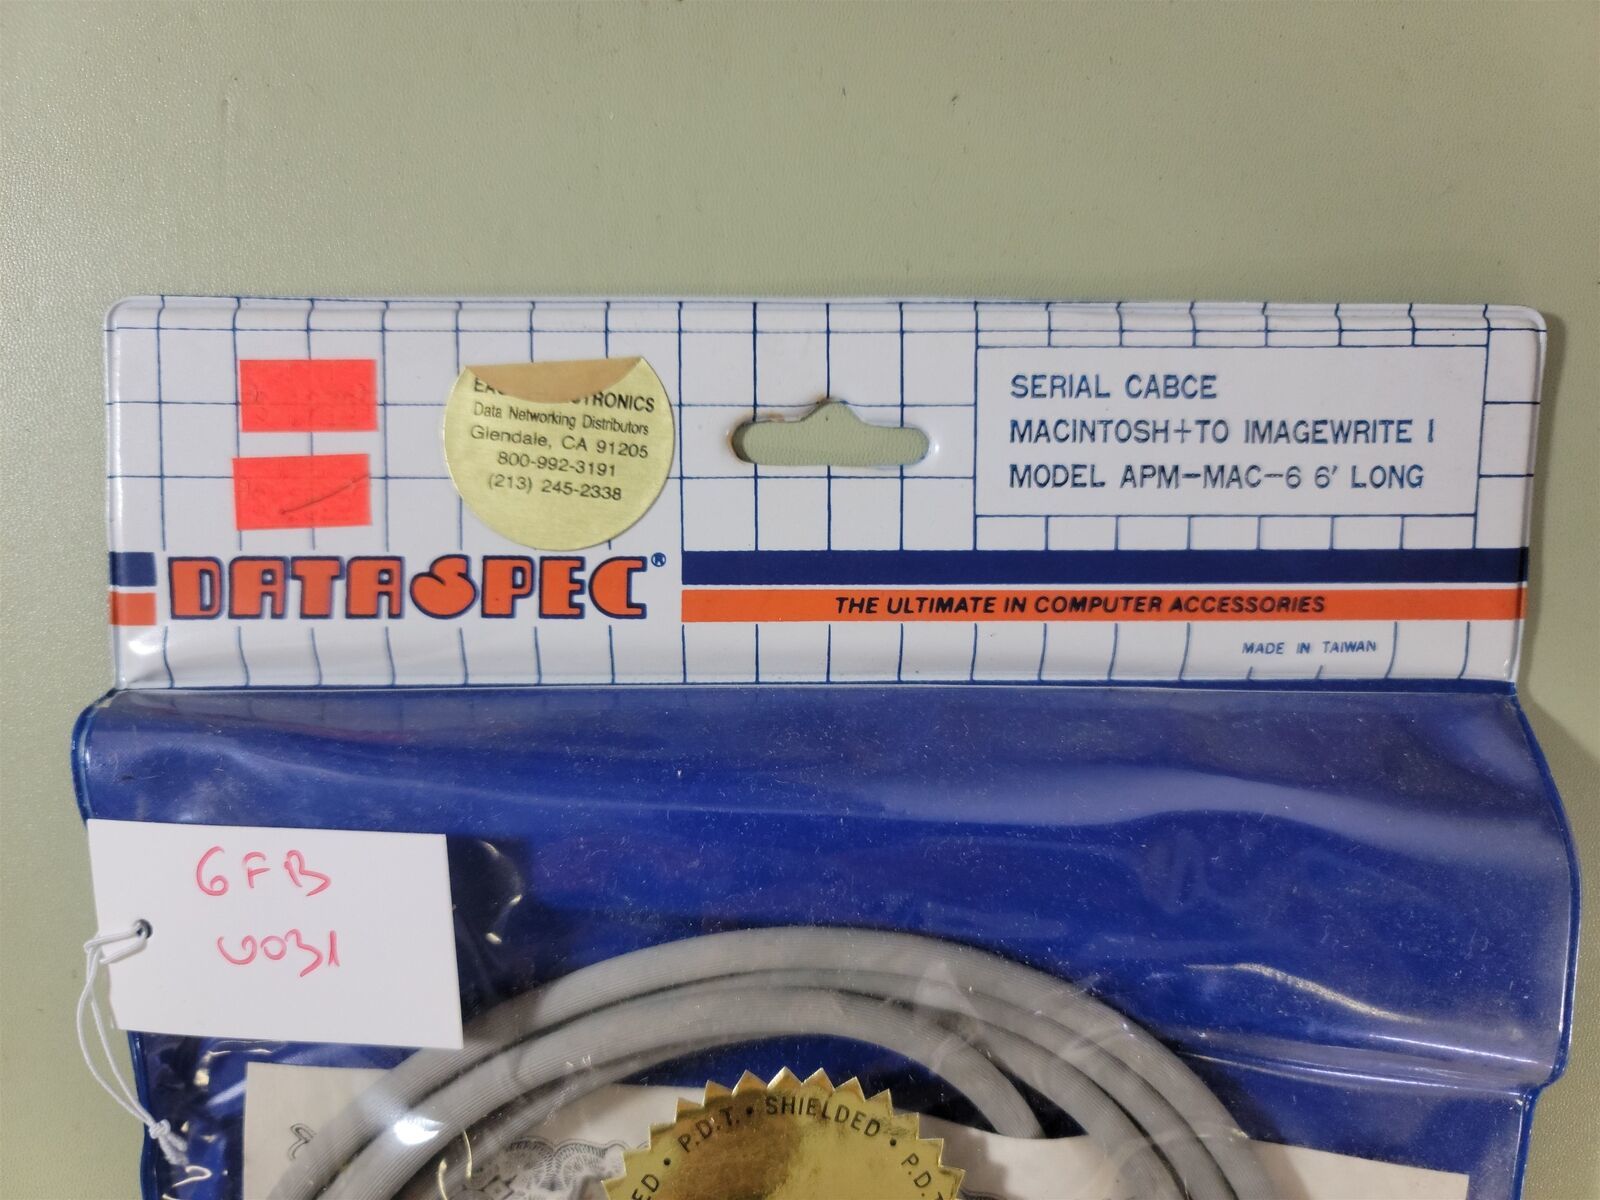 SERIAL CABCE
MACINTOSH+TO IMAGEWRITE I
MODEL APM-MAC-6 6' LONG
Data Networking Distributors
Glendale, CA 91205
800-992-3191
(213) 245-2338
DATASPEC®
THE ULTIMATE IN COMPUTER ACCESSORIES
MADE IN TAIWAN
6FB
0031
P.D.T. • SHIELDED •